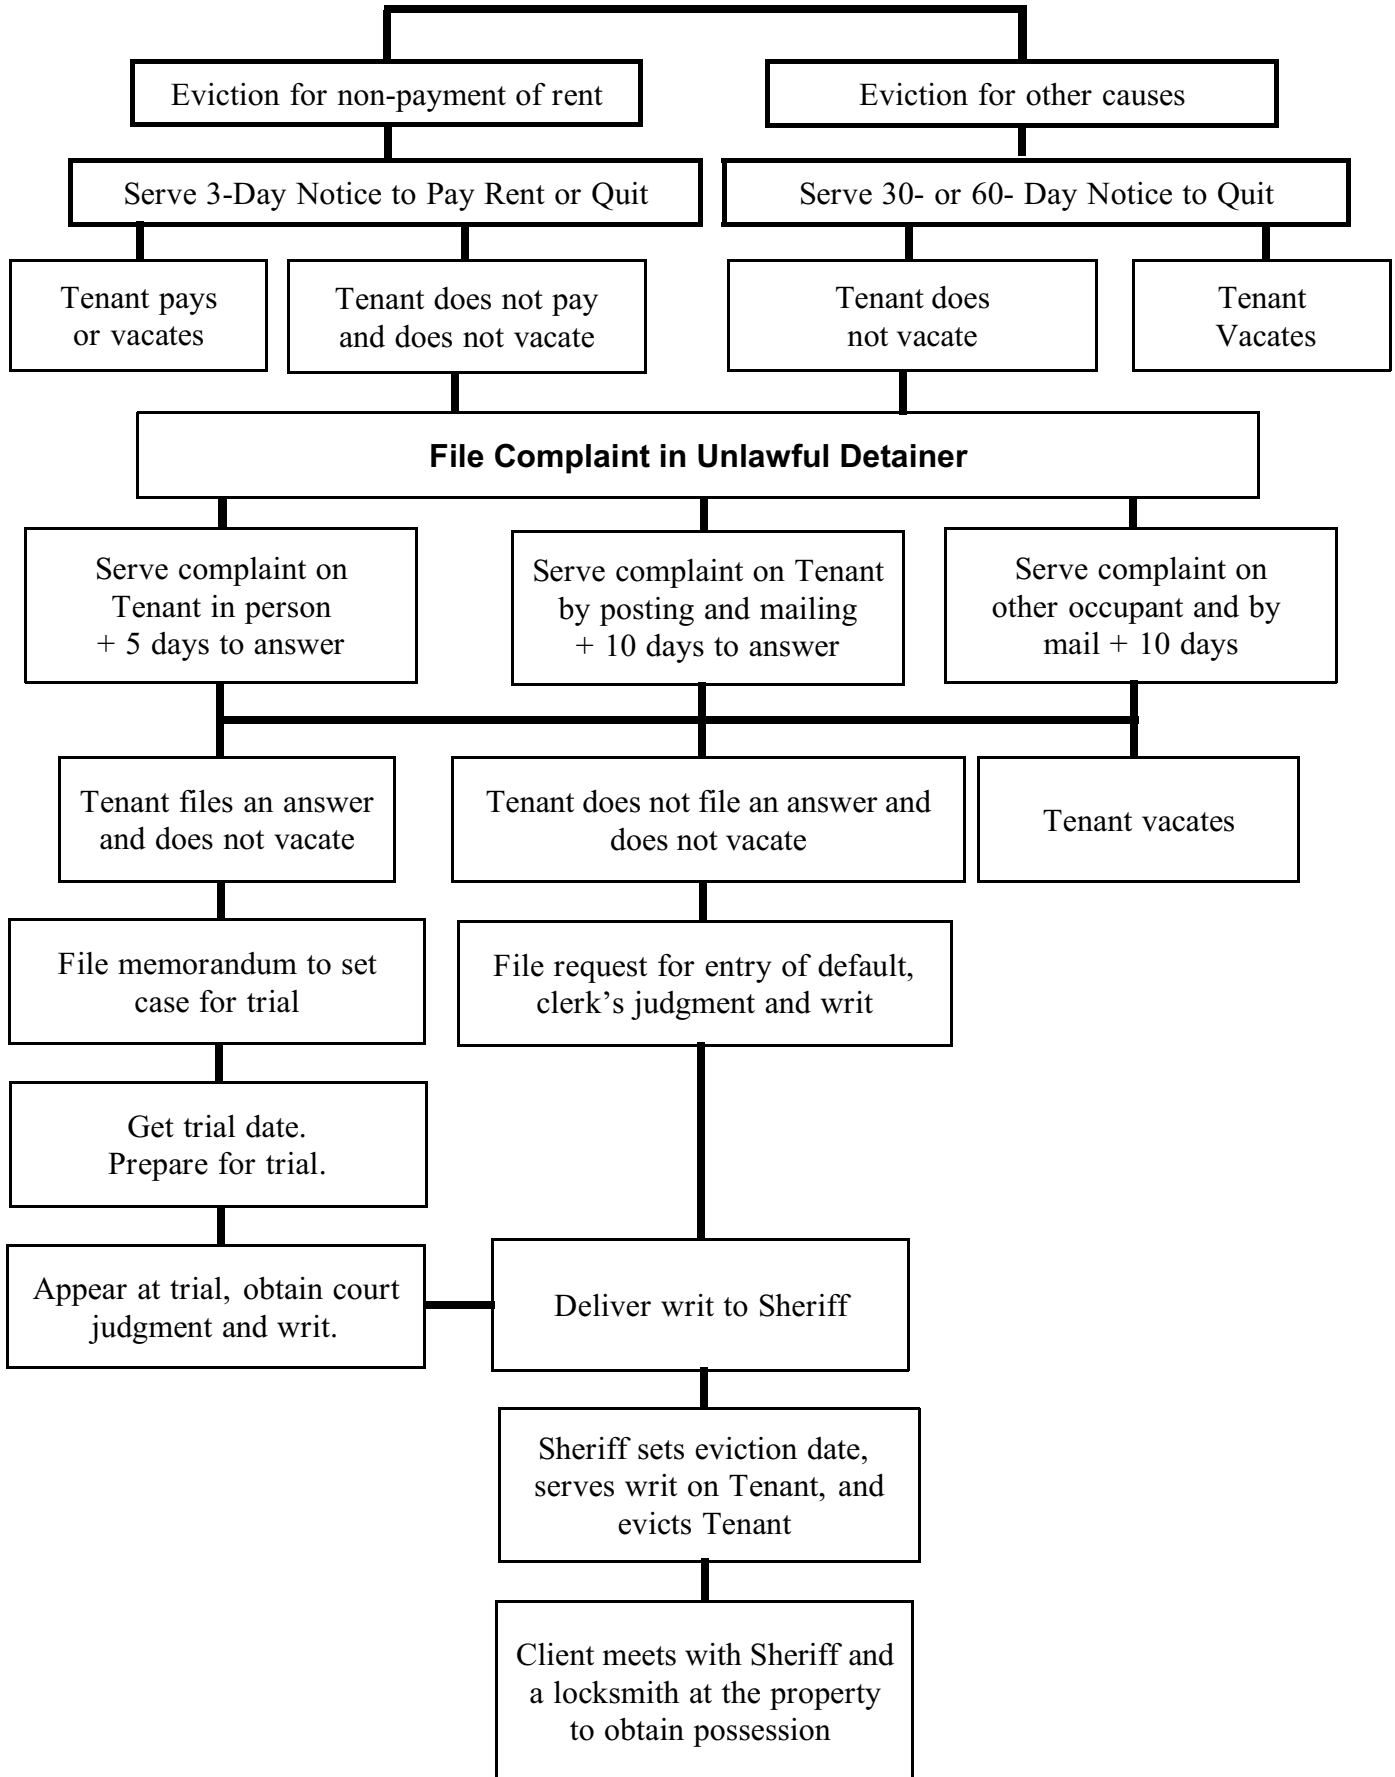 Eviction for non-payment of rent
Eviction for other causes
Serve 3-Day Notice to Pay Rent or Quit
Serve 30- or 60- Day Notice to Quit
Tenant pays
or vacates
Tenant does not pay
and does not vacate
Tenant does
not vacate
Tenant
Vacates
File Complaint in Unlawful Detainer
Serve complaint on
Tenant in person
+ 5 days to answer
Serve complaint on Tenant
by posting and mailing
+ 10 days to answer
Serve complaint on
other occupant and by
mail + 10 days
Tenant files an answer
and does not vacate
Tenant does not file an answer and
does not vacate
Tenant vacates
File memorandum to set
case for trial
File request for entry of default,
clerk’s judgment and writ
Get trial date.
Prepare for trial.
Appear at trial, obtain court
judgment and writ.
Deliver writ to Sheriff
Sheriff sets eviction date,
serves writ on Tenant, and
evicts Tenant
Client meets with Sheriff and
a locksmith at the property
to obtain possession